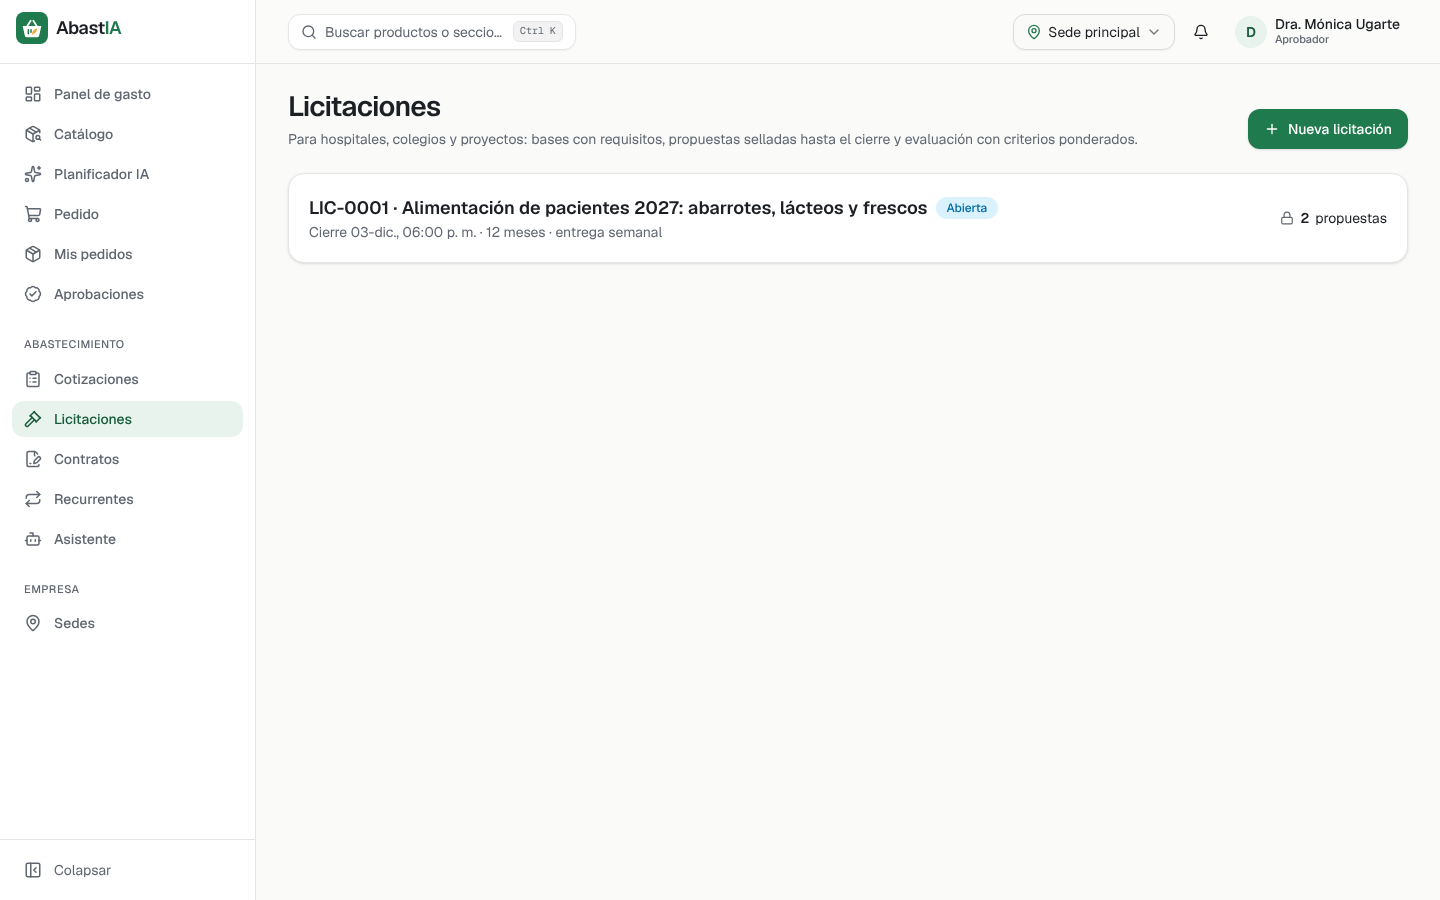 AbastIA
Buscar productos o seccio... Ctrl K
Sede principal
D
Dra. Mónica Ugarte
Aprobador
Panel de gasto
Catálogo
Planificador IA
Pedido
Mis pedidos
Aprobaciones
ABASTECIMIENTO
Cotizaciones
Licitaciones
Contratos
Recurrentes
Asistente
EMPRESA
Sedes
Colapsar
Licitaciones
Para hospitales, colegios y proyectos: bases con requisitos, propuestas selladas hasta el cierre y evaluación con criterios ponderados.
Nueva licitación
LIC-0001 · Alimentación de pacientes 2027: abarrotes, lácteos y frescos Abierta
Cierre 03-dic., 06:00 p. m. · 12 meses · entrega semanal
2 propuestas